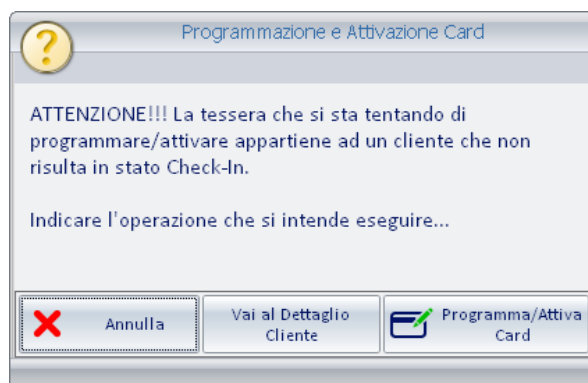 Programmazione e Attivazione Card
ATTENZIONE!!! La tessera che si sta tentando di
programmare/attivare appartiene ad un cliente che non
risulta in stato Check-In.
Indicare l'operazione che si intende eseguire...
Annulla
Vai al Dettaglio
Cliente
Programma/Attiva
Card